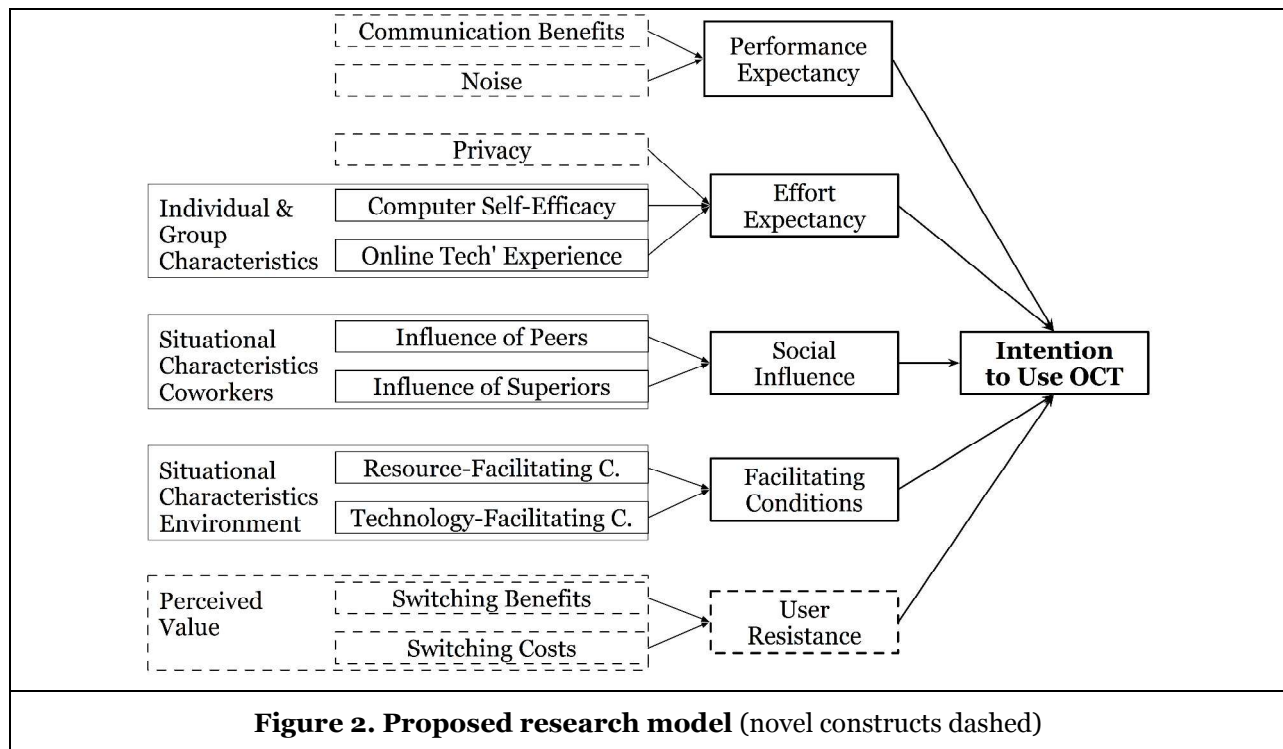 Communication Benefits
Noise
Performance
Expectancy
Privacy
Individual &
Group
Characteristics
Computer Self-Efficacy
Online Tech' Experience
Effort
Expectancy
Situational
Characteristics
Coworkers
Influence of Peers
Influence of Superiors
Social
Influence
Intention
to Use OCT
Situational
Characteristics
Environment
Resource-Facilitating C.
Technology-Facilitating C.
Facilitating
Conditions
Perceived
Value
Switching Benefits
Switching Costs
User
Resistance
Figure 2. Proposed research model (novel constructs dashed)